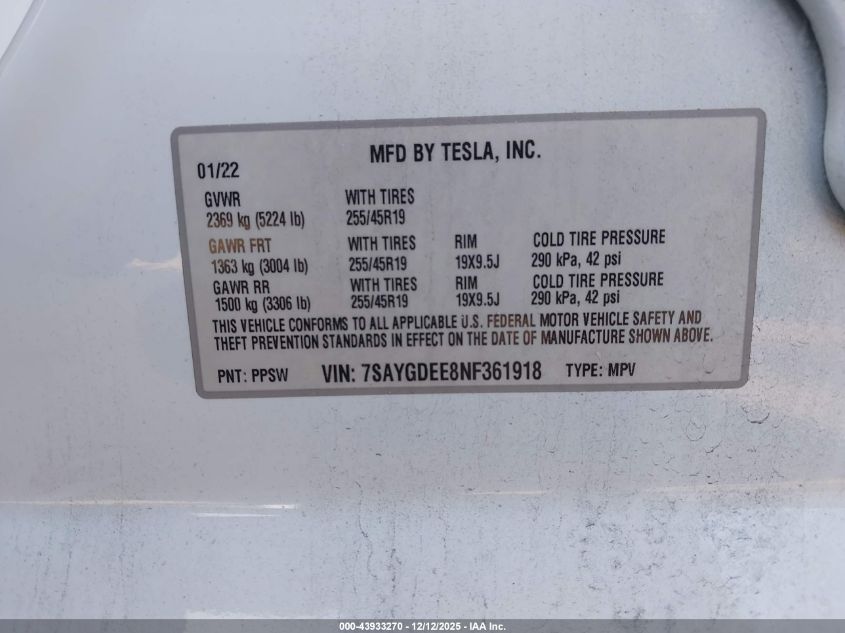 MFD BY TESLA, INC.
01/22
GVWR WITH TIRES
2369 kg (5224 lb) 255/45R19
GAWR FRT WITH TIRES RIM COLD TIRE PRESSURE
1363 kg (3004 lb) 255/45R19 19X9.5J 290 kPa, 42 psi
GAWR RR WITH TIRES RIM COLD TIRE PRESSURE
1500 kg (3306 lb) 255/45R19 19X9.5J 290 kPa, 42 psi
THIS VEHICLE CONFORMS TO ALL APPLICABLE U.S. FEDERAL MOTOR VEHICLE SAFETY AND
THEFT PREVENTION STANDARDS IN EFFECT ON THE DATE OF MANUFACTURE SHOWN ABOVE.
PNT: PPSW VIN: 7SAYGDEE8NF361918 TYPE: MPV
000-43933270 - 12/12/2025 - IAA Inc.